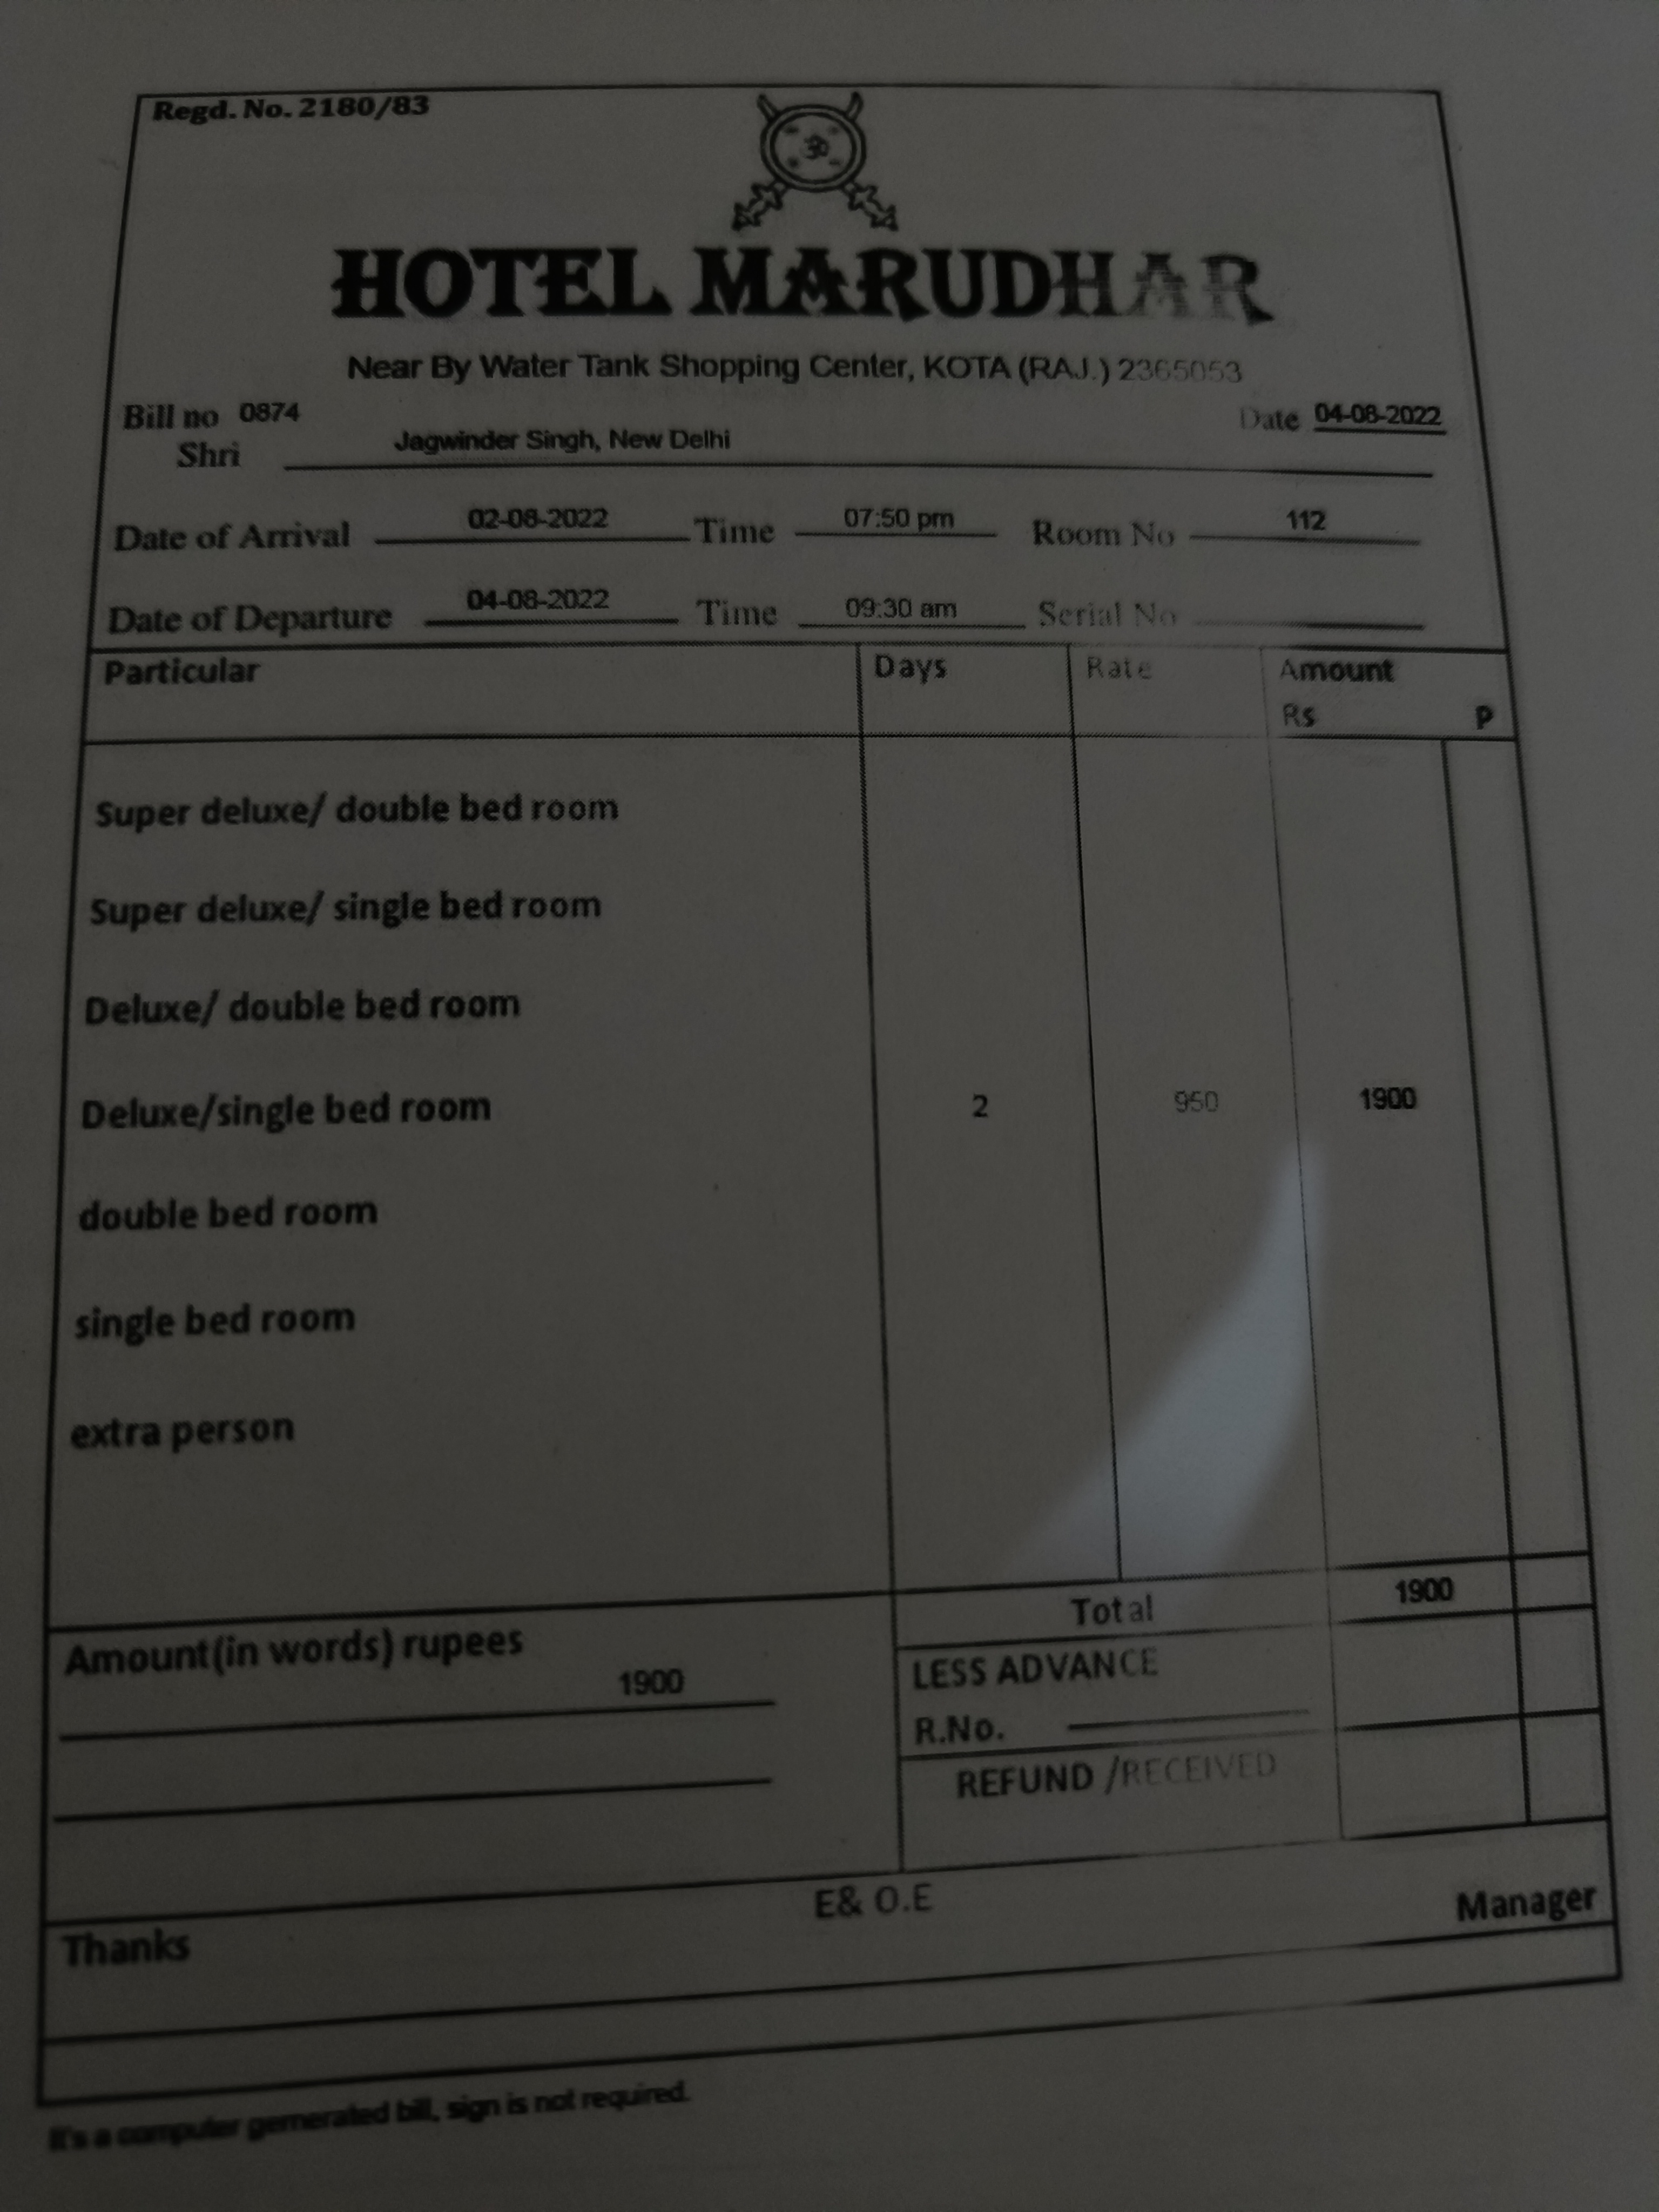 Regd. No. 2180/83
ॐ
HOTEL MARUDHAR
Near By Water Tank Shopping Center, KOTA (RAJ.) 2365053
Bill no 0874 Date 04-08-2022
Shri Jagwinder Singh, New Delhi
Date of Arrival 02-08-2022 Time 07:50 pm Room No 112
Date of Departure 04-08-2022 Time 09:30 am Serial No
Particular Days Rate Amount
Rs P
Super deluxe/ double bed room
Super deluxe/ single bed room
Deluxe/ double bed room
Deluxe/single bed room 2 950 1900
double bed room
single bed room
extra person
Total 1900
Amount(in words) rupees
1900
LESS ADVANCE
R.No.
REFUND /RECEIVED
E& O.E
Manager
Thanks
It's a computer gernerated bill, sign is not required.